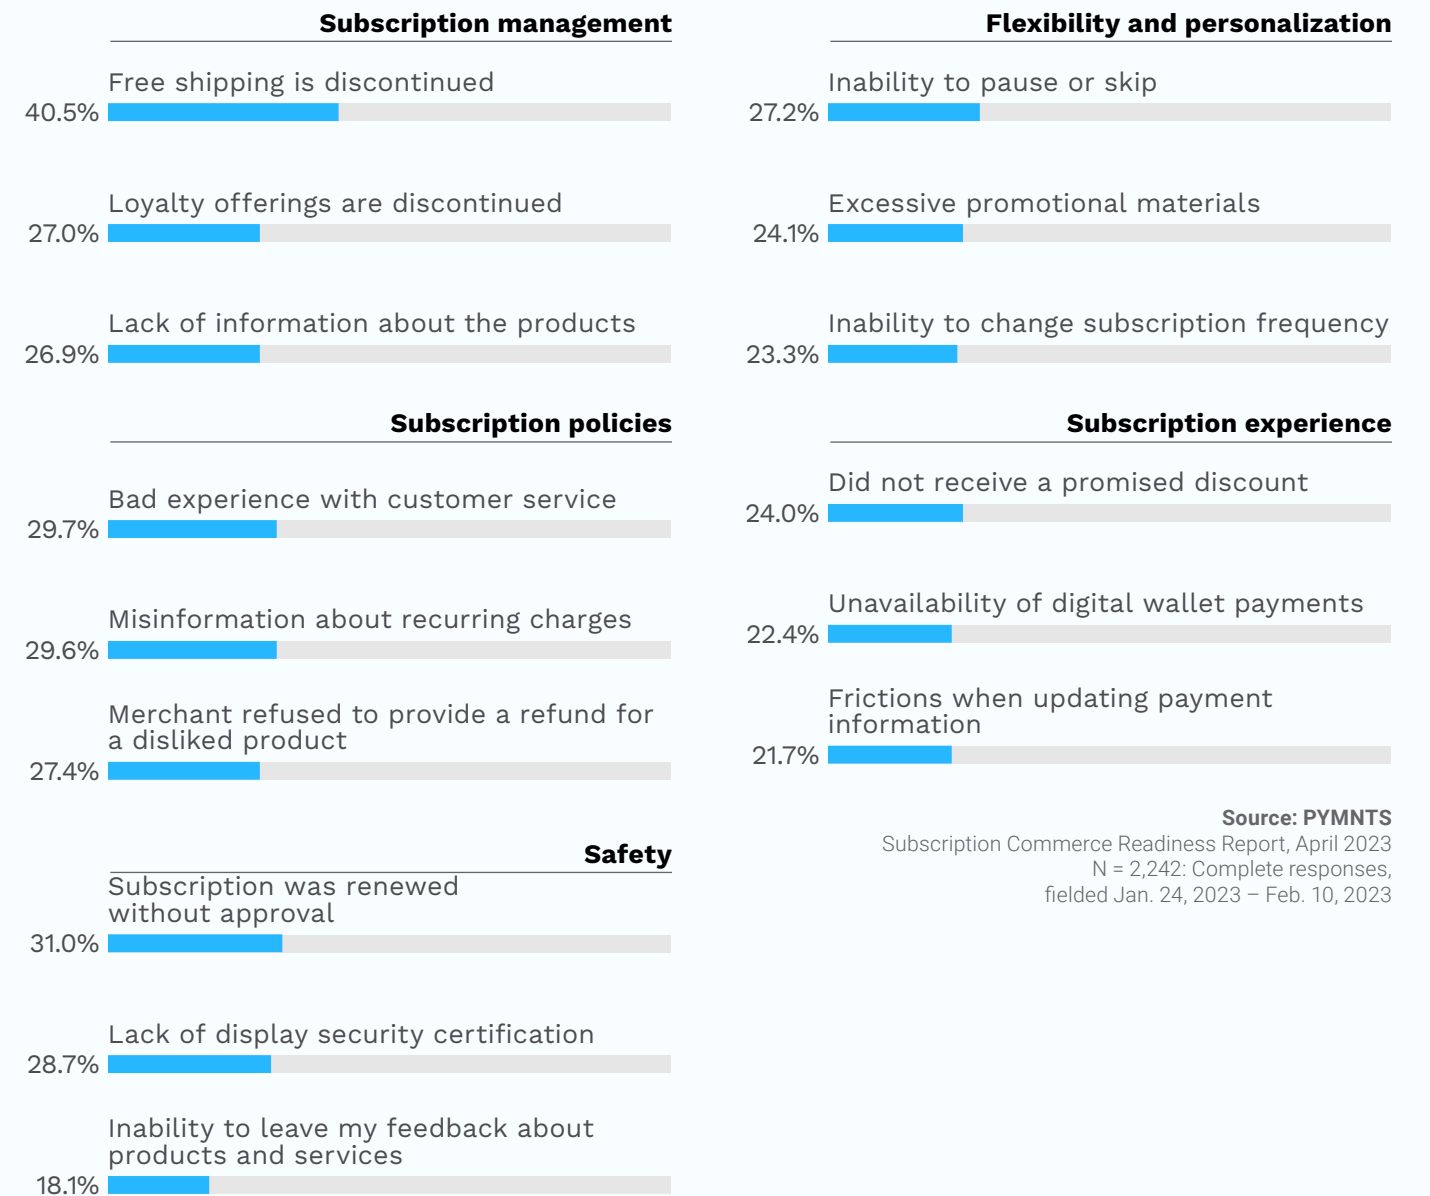 Subscription management
Free shipping is discontinued
40.5%
Loyalty offerings are discontinued
27.0%
Lack of information about the products
26.9%
Subscription policies
Bad experience with customer service
29.7%
Misinformation about recurring charges
29.6%
Merchant refused to provide a refund for
a disliked product
27.4%
Safety
Subscription was renewed
without approval
31.0%
Lack of display security certification
28.7%
Inability to leave my feedback about
products and services
18.1%
Flexibility and personalization
Inability to pause or skip
27.2%
Excessive promotional materials
24.1%
Inability to change subscription frequency
23.3%
Subscription experience
Did not receive a promised discount
24.0%
Unavailability of digital wallet payments
22.4%
Frictions when updating payment
information
21.7%
Source: PYMNTS
Subscription Commerce Readiness Report, April 2023
N = 2,242: Complete responses,
fielded Jan. 24, 2023 – Feb. 10, 2023